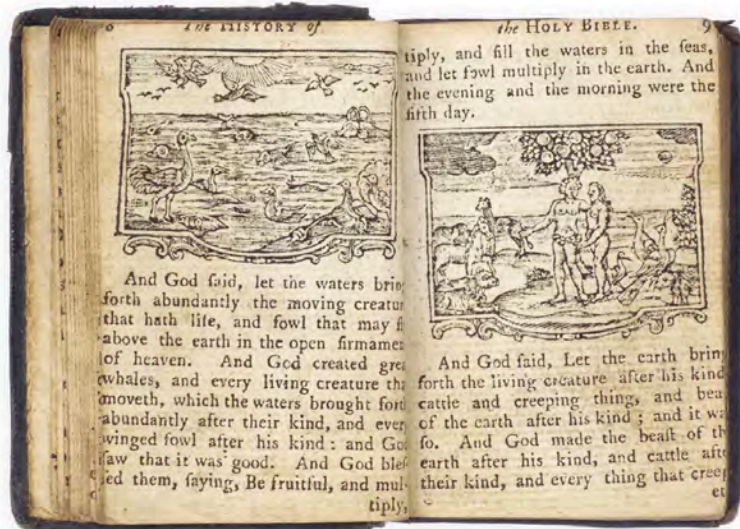 The HISTORY of
And God ſaid, let the waters brin
forth abundantly the moving creatur
that hath life, and fowl that may
above the earth in the open firmame
of heaven. And God created gre
whales, and every living creature tha
moveth, which the waters brought fort
abundantly after their kind, and ever
winged fowl after his kind : and Go
ſaw that it was good. And God bleſ
ſed them, ſaying, Be fruitful, and mul-
tiply,
the HOLY BIBLE. 9
tiply, and fill the waters in the ſeas,
and let fowl multiply in the earth. And
the evening and the morning were the
fifth day.
And God ſaid, Let the earth brin
forth the living creature after his kind
cattle and creeping thing, and bea
of the earth after his kind ; and it wa
ſo. And God made the beaſt of th
earth after his kind, and cattle afte
their kind, and every thing that creep
et